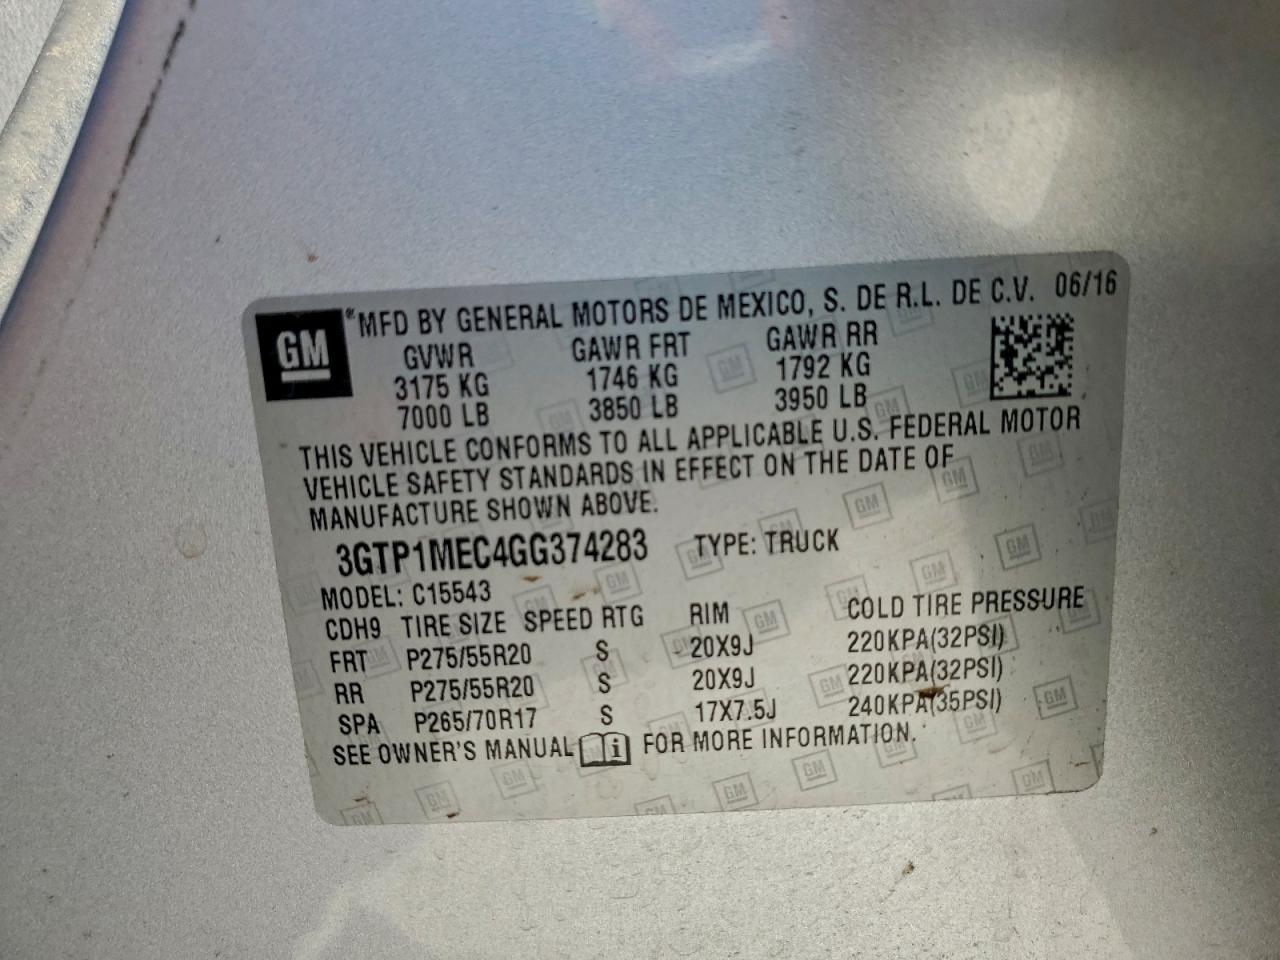 GM ® MFD BY GENERAL MOTORS DE MEXICO, S. DE R.L. DE C.V. 06/16
GVWR GAWR FRT GAWR RR
3175 KG 1746 KG 1792 KG
7000 LB 3850 LB 3950 LB
THIS VEHICLE CONFORMS TO ALL APPLICABLE U.S. FEDERAL MOTOR
VEHICLE SAFETY STANDARDS IN EFFECT ON THE DATE OF
MANUFACTURE SHOWN ABOVE.
3GTP1MEC4GG374283 TYPE: TRUCK
MODEL: C15543
CDH9 TIRE SIZE SPEED RTG RIM COLD TIRE PRESSURE
FRT P275/55R20 S 20X9J 220KPA(32PSI)
RR P275/55R20 S 20X9J 220KPA(32PSI)
SPA P265/70R17 S 17X7.5J 240KPA(35PSI)
SEE OWNER'S MANUAL FOR MORE INFORMATION.